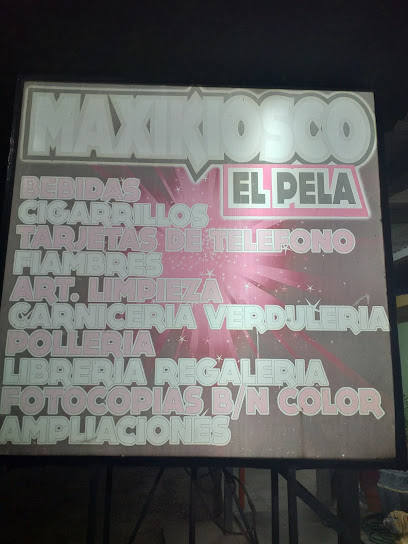 MAXIKIOSCO
EL PELA
BEBIDAS
CIGARRILLOS
TARJETAS DE TELEFONO
FIAMBRES
ART. LIMPIEZA
CARNICERIA VERDULERIA
POLLERIA
LIBRERIA REGALERIA
FOTOCOPIAS B/N COLOR
AMPLIACIONES